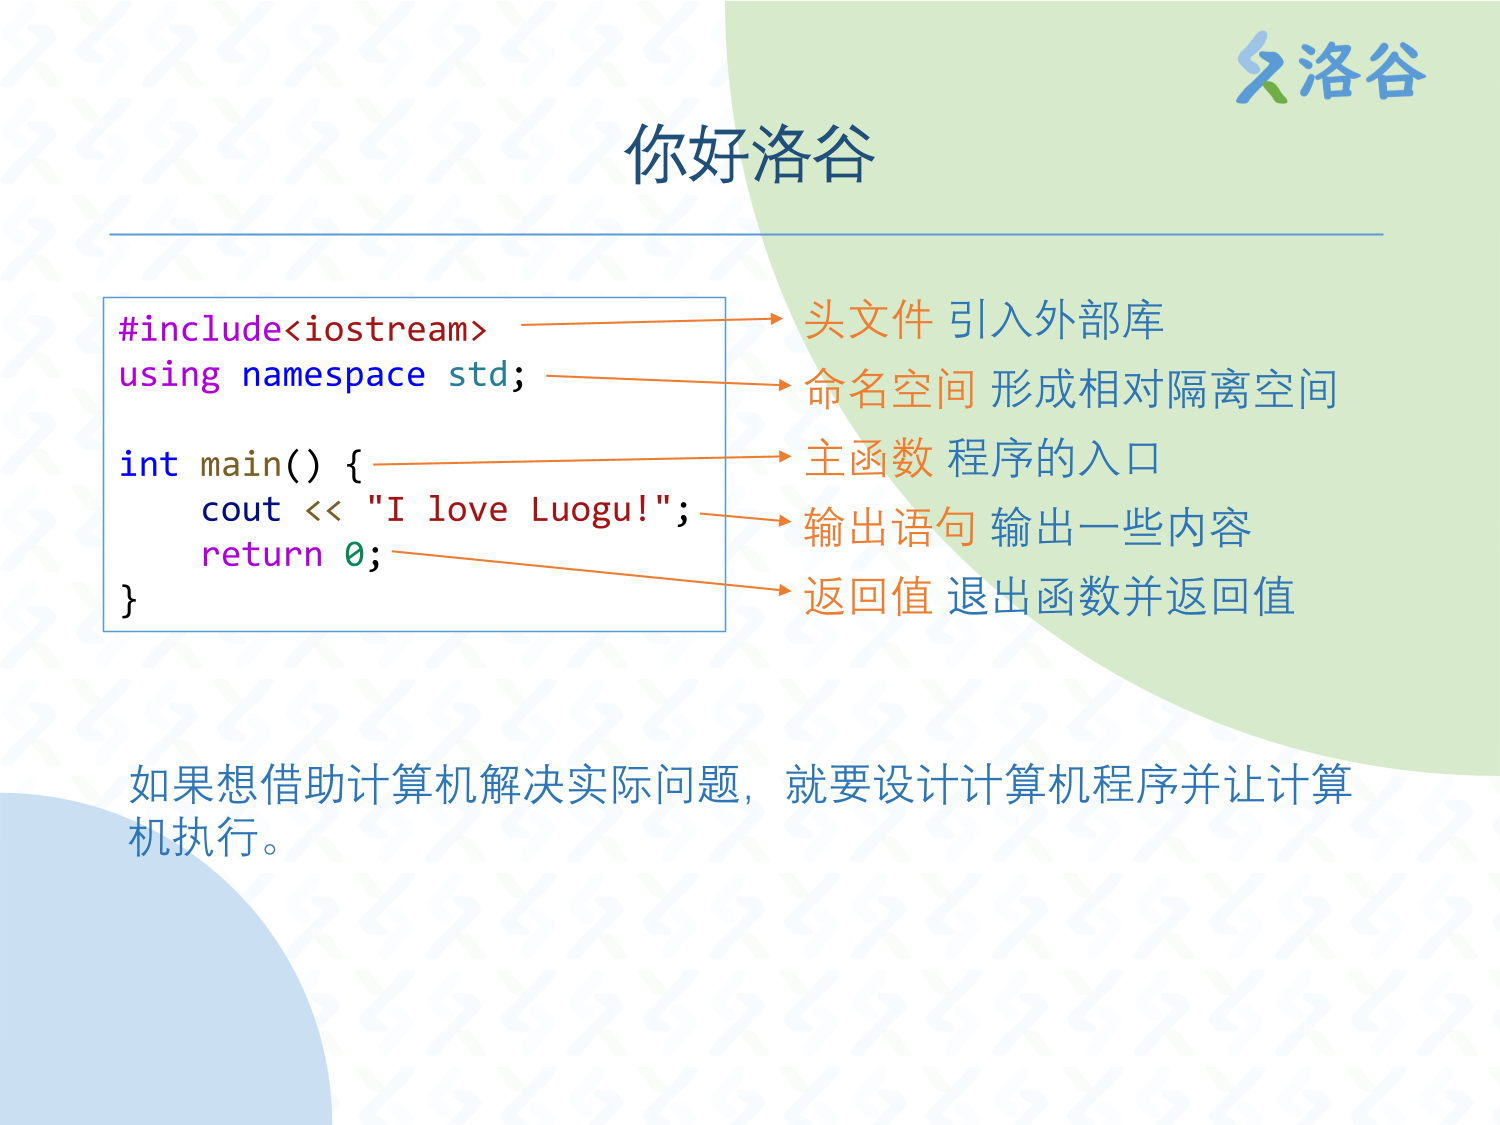 洛谷
你好洛谷
#include<iostream>
using namespace std;
int main() {
    cout << "I love Luogu!";
    return 0;
}
头文件 引入外部库
命名空间 形成相对隔离空间
主函数 程序的入口
输出语句 输出一些内容
返回值 退出函数并返回值
如果想借助计算机解决实际问题，就要设计计算机程序并让计算
机执行。